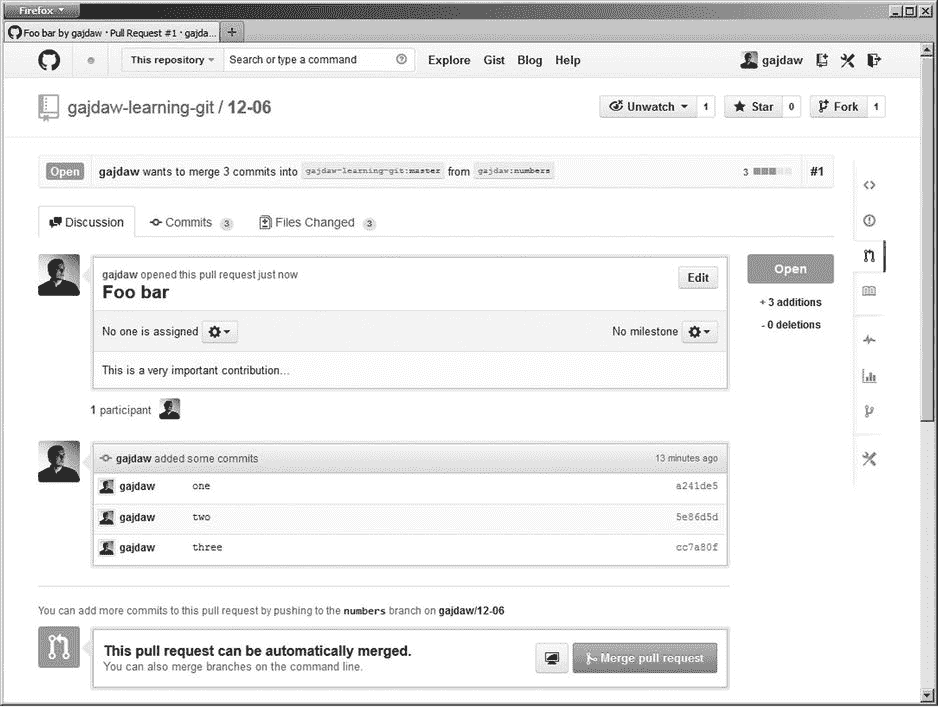 Firefox
Foo bar by gajdaw · Pull Request #1 · gajda...
This repository Search or type a command Explore Gist Blog Help gajdaw
gajdaw-learning-git / 12-06 Unwatch 1 Star 0 Fork 1
Open gajdaw wants to merge 3 commits into gajdaw-learning-git:master from gajdaw:numbers 3 #1
Discussion Commits 3 Files Changed 3
gajdaw opened this pull request just now
Foo bar
Edit
Open
+ 3 additions
- 0 deletions
No one is assigned No milestone
This is a very important contribution...
1 participant
gajdaw added some commits 13 minutes ago
gajdaw one a241de5
gajdaw two 5e86d5d
gajdaw three cc7a80f
You can add more commits to this pull request by pushing to the numbers branch on gajdaw/12-06
This pull request can be automatically merged.
You can also merge branches on the command line.
Merge pull request